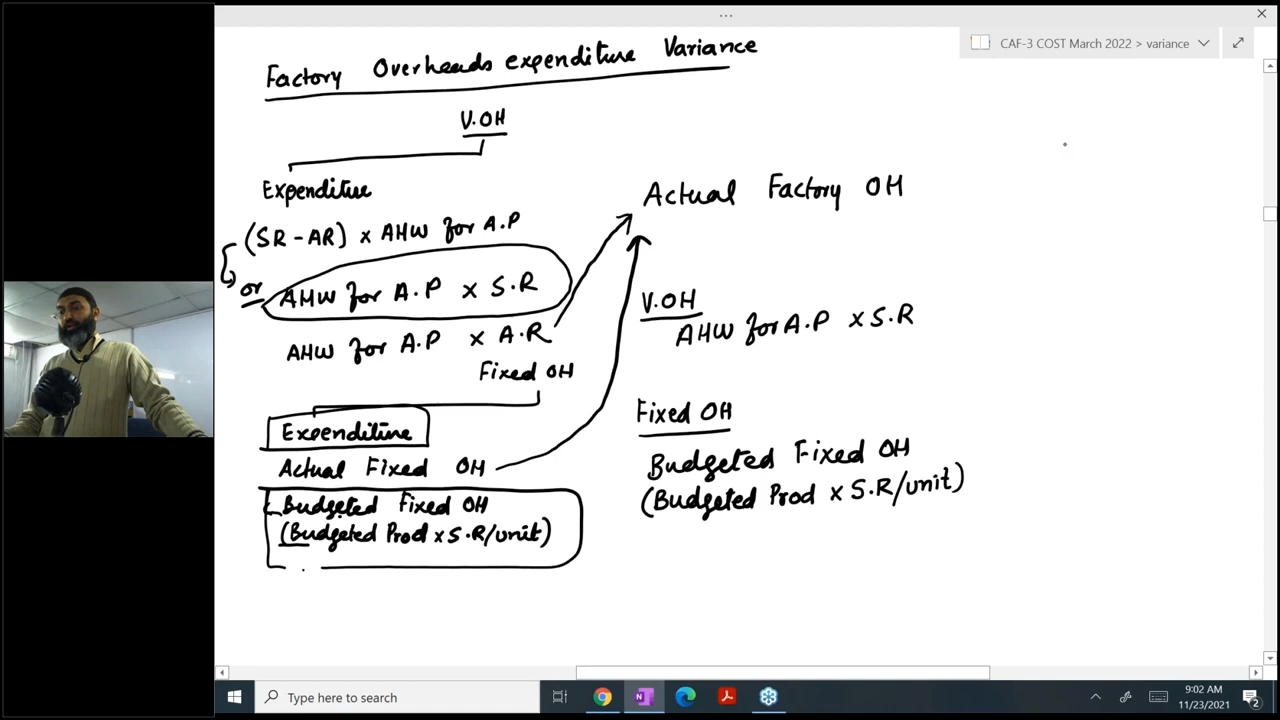 CAF-3 COST March 2022 > variance
Factory Overheads expenditure Variance
V.OH
Expenditure
(SR-AR) x AHW for A.P
or AHW for A.P x S.R
AHW for A.P x A.R
Fixed OH
Expenditure
Actual Fixed OH
Budgeted Fixed OH
(Budgeted Prod x S.R/unit)
Actual Factory OH
V.OH
AHW for A.P x S.R
Fixed OH
Budgeted Fixed OH
(Budgeted Prod x S.R/unit)
Type here to search
9:02 AM
11/23/2021
2